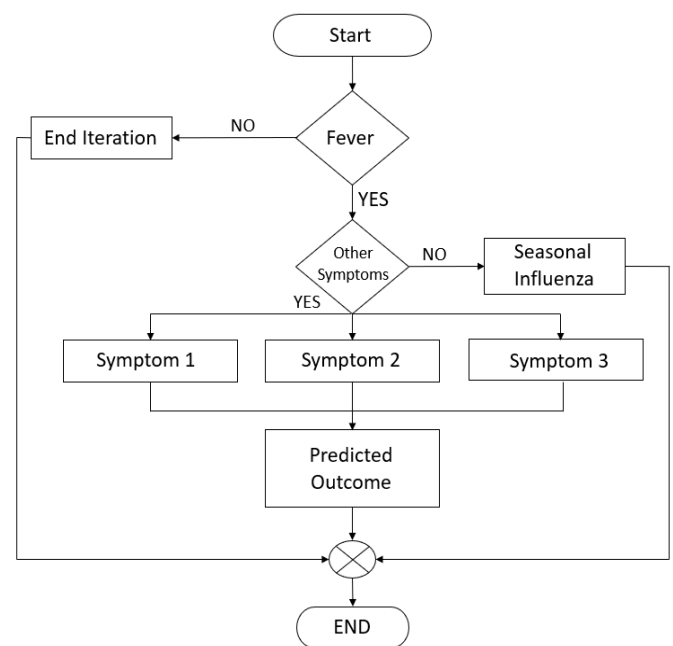 Start
NO
End Iteration
Fever
YES
Other
Symptoms
NO
Seasonal
Influenza
YES
Symptom 1
Symptom 2
Symptom 3
Predicted
Outcome
END